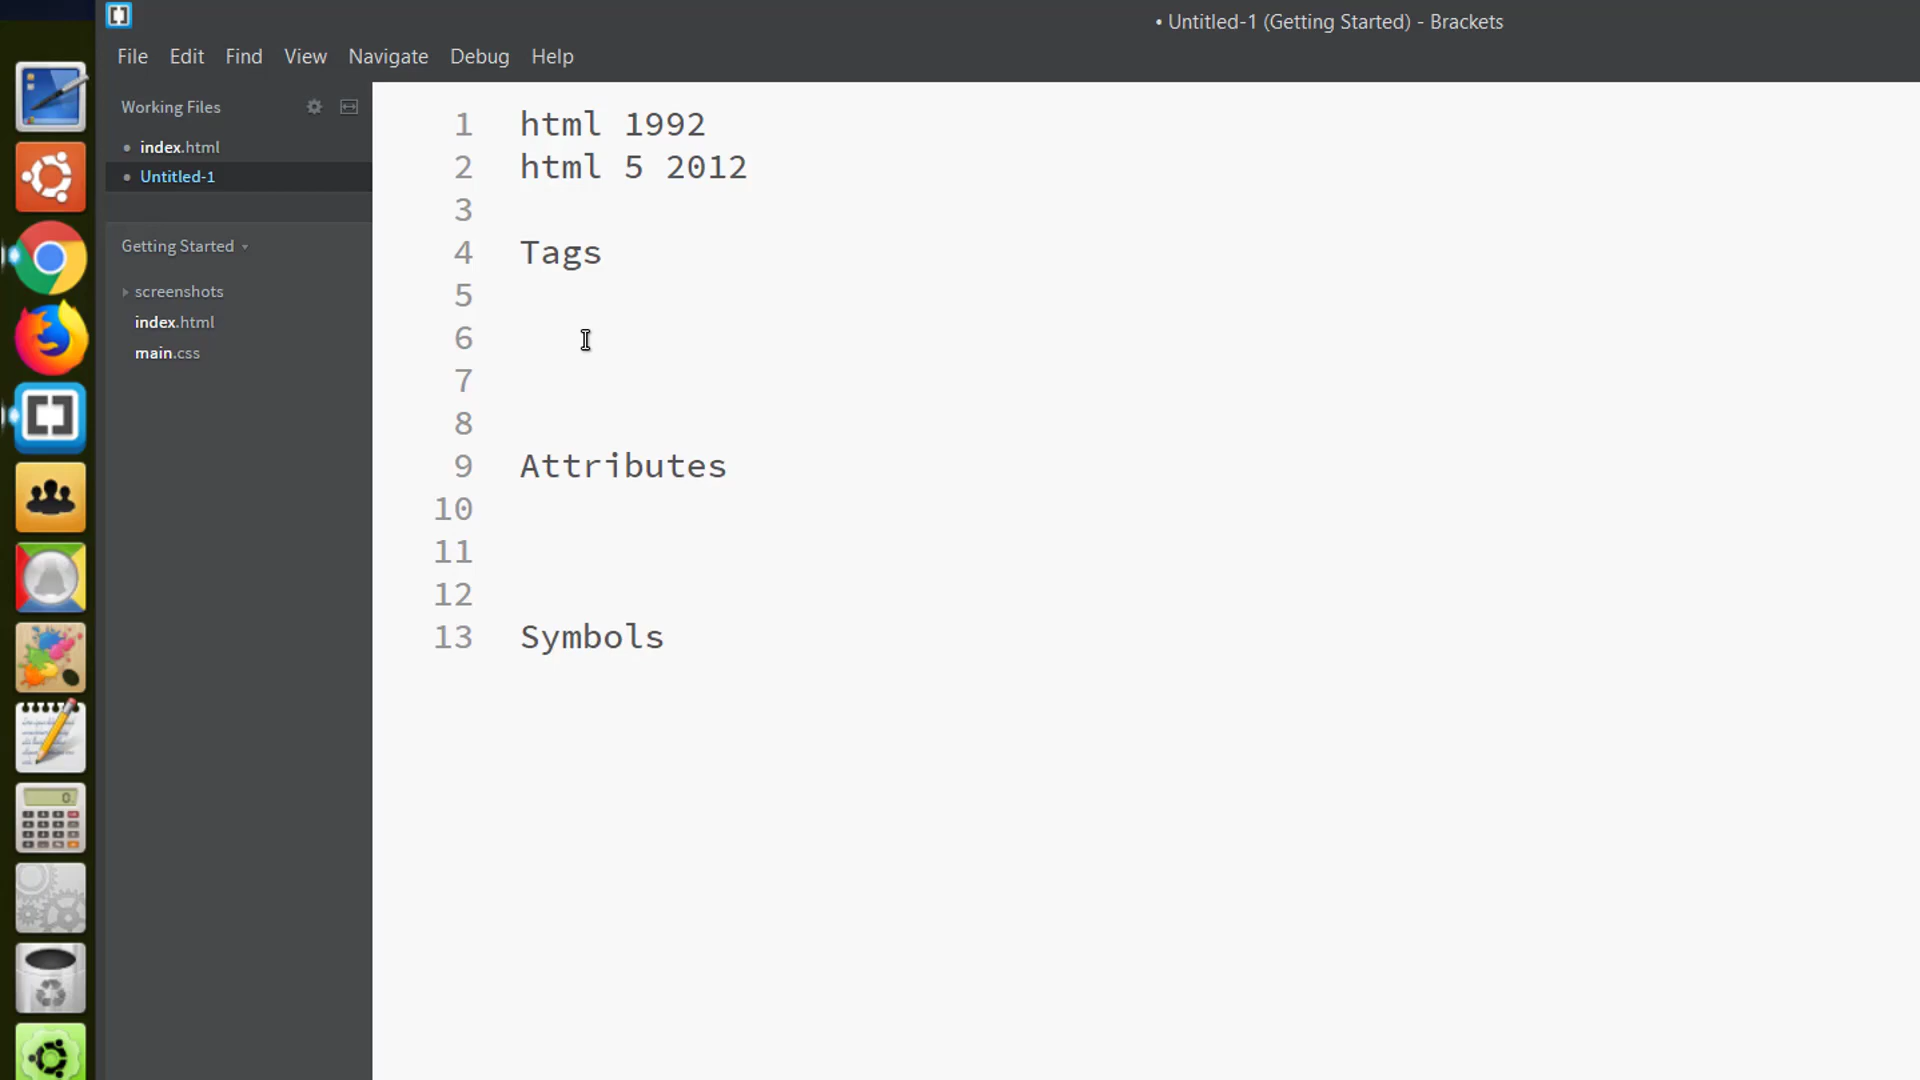 • Untitled-1 (Getting Started) - Brackets
File Edit Find View Navigate Debug Help
Working Files
index.html
Untitled-1
Getting Started
screenshots
index.html
main.css
1 html 1992
2 html 5 2012
3
4 Tags
5
6
7
8
9 Attributes
10
11
12
13 Symbols
0.